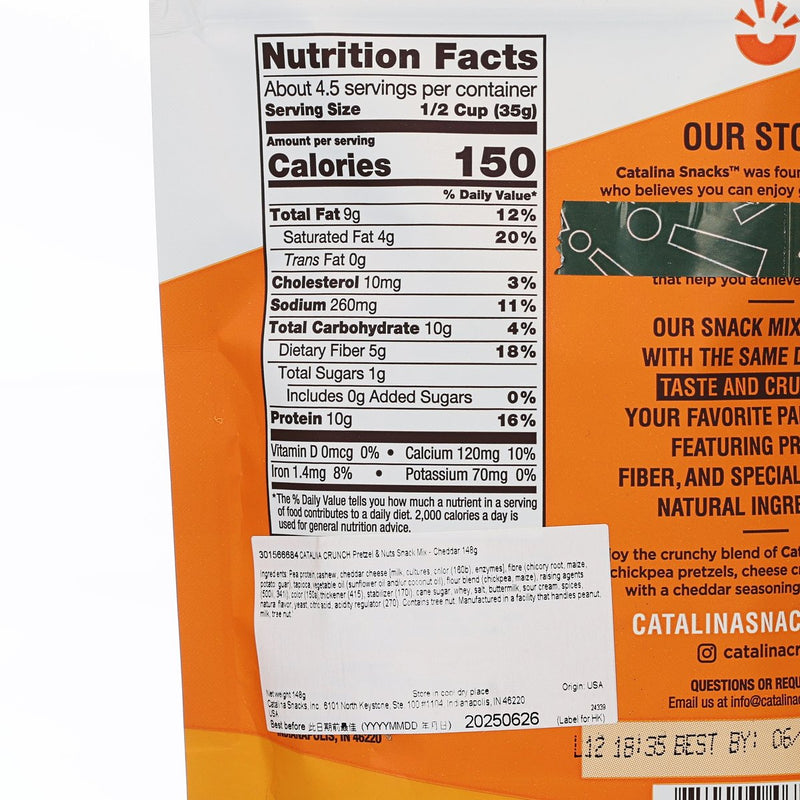 Nutrition Facts
About 4.5 servings per container
Serving Size 1/2 Cup (35g)
Amount per serving
Calories 150
% Daily Value*
Total Fat 9g 12%
Saturated Fat 4g 20%
Trans Fat 0g
Cholesterol 10mg 3%
Sodium 260mg 11%
Total Carbohydrate 10g 4%
Dietary Fiber 5g 18%
Total Sugars 1g
Includes 0g Added Sugars 0%
Protein 10g 16%
Vitamin D 0mcg 0% • Calcium 120mg 10%
Iron 1.4mg 8% • Potassium 70mg 0%
*The % Daily Value tells you how much a nutrient in a serving
of food contributes to a daily diet. 2,000 calories a day is
used for general nutrition advice.
301566684 CATALINA CRUNCH Pretzel & Nuts Snack Mix - Cheddar 148g
Ingredients: Pea protein, cashew, cheddar cheese [milk, cultures, color (160b), enzymes], fibre (chicory root, maize,
potato, guar), tapioca, vegetable oil (sunflower oil and/or coconut oil), flour blend (chickpea, maize), raising agents
(500ii, 341i), color (150a), thickener (415), stabilizer (170i), cane sugar, whey, salt, buttermilk, sour cream, spices,
natural flavor, yeast, citric acid, acidity regulator (270). Contains tree nut. Manufactured in a facility that handles peanut,
milk, tree nut
Net weight 148g Store in cool dry place Origin: USA
Catalina Snacks, Inc. 6101 North Keystone, Ste. 100 #1104 Indianapolis, IN 46220
USA 24339
Best before 此日期前最佳 (YYYYMMDD 年月日) 20250626 (Label for HK)
INDIANAPOLIS, IN 46220
OUR STO
Catalina Snacks™ was foun
who believes you can enjoy
that help you achieve
OUR SNACK MIX
WITH THE SAME D
TASTE AND CRU
YOUR FAVORITE PA
FEATURING PR
FIBER, AND SPECIAL
NATURAL INGRE
oy the crunchy blend of Cat
chickpea pretzels, cheese c
with a cheddar seasoning
CATALINASNAC
catalinacr
QUESTIONS OR REQU
Email us at info@catalina
L12 18:35 BEST BY: 06/